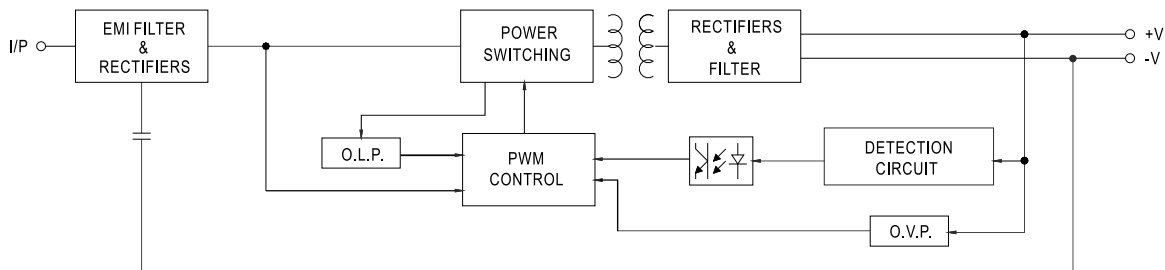 I/P
EMI FILTER
&
RECTIFIERS
POWER
SWITCHING
RECTIFIERS
&
FILTER
+V
-V
O.L.P.
PWM
CONTROL
DETECTION
CIRCUIT
O.V.P.